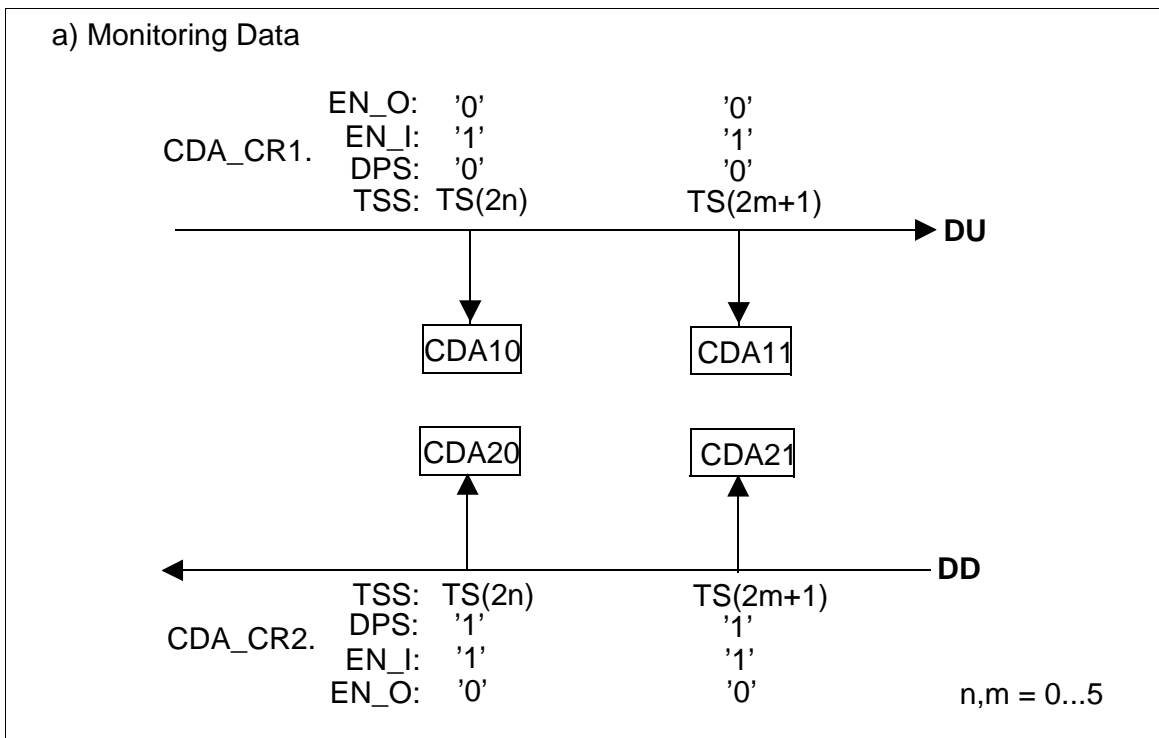 a) Monitoring Data
EN_O: ’0’ ’0’
CDA_CR1. EN_I: ’1’ ’1’
DPS: ’0’ ’0’
TSS: TS(2n) TS(2m+1)
DU
CDA10 CDA11
CDA20 CDA21
DD
TSS: TS(2n) TS(2m+1)
CDA_CR2. DPS: ’1’ ’1’
EN_I: ’1’ ’1’
EN_O: ’0’ ’0’ n,m = 0...5